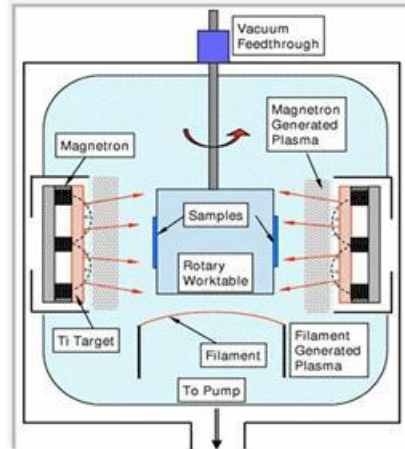 Vacuum
Feedthrough
Magnetron
Generated
Plasma
Magnetron
Samples
Rotary
Worktable
Ti Target
Filament
Filament
Generated
Plasma
To Pump